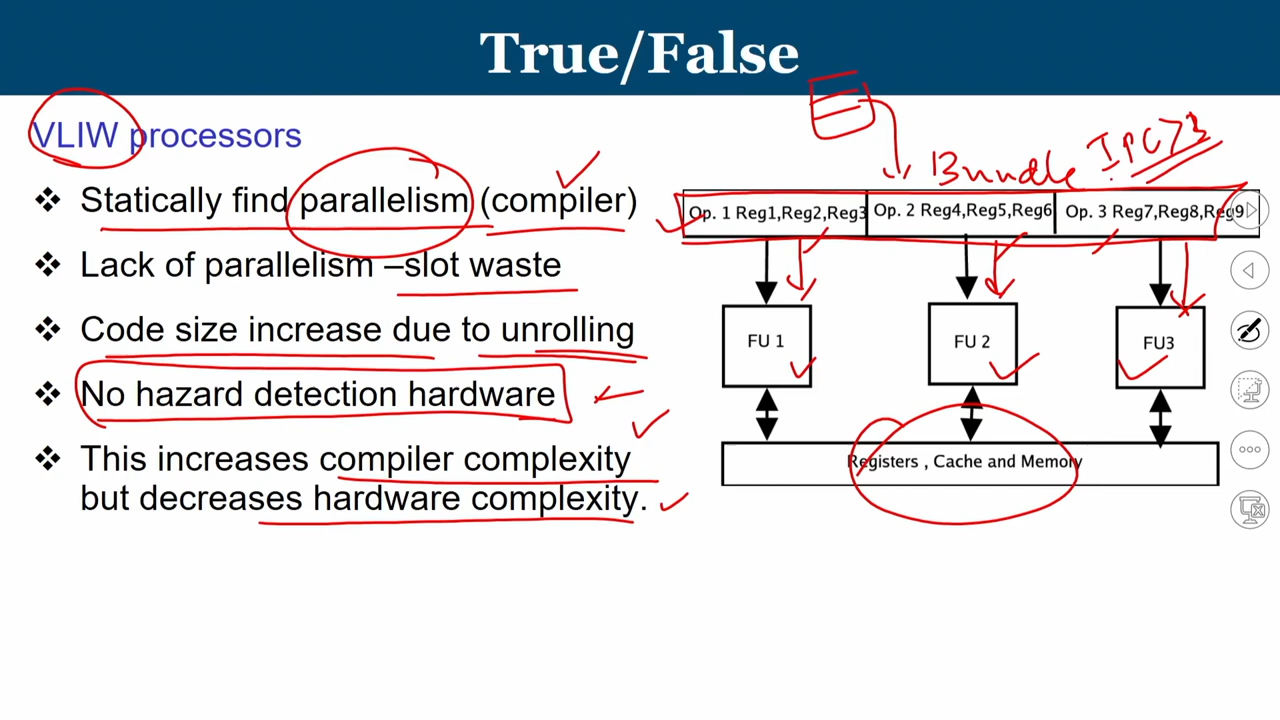 True/False
VLIW processors
❖ Statically find parallelism (compiler)
❖ Lack of parallelism –slot waste
❖ Code size increase due to unrolling
❖ No hazard detection hardware
❖ This increases compiler complexity
but decreases hardware complexity.
Bundle
Op. 1 Reg1,Reg2,Reg3
Op. 2 Reg4,Reg5,Reg6
Op. 3 Reg7,Reg8,Reg9
FU 1
FU 2
FU3
Registers , Cache and Memory